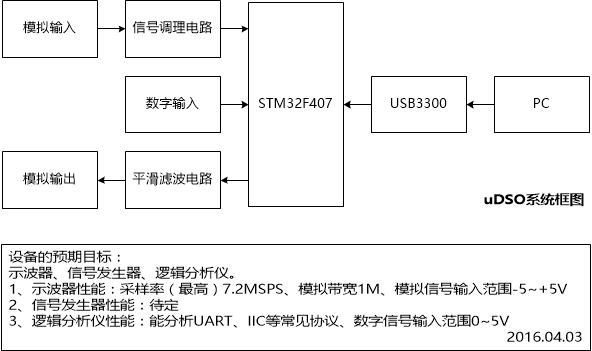 模拟输入
信号调理电路
数字输入
STM32F407
USB3300
PC
模拟输出
平滑滤波电路
uDSO系统框图
设备的预期目标：
示波器、信号发生器、逻辑分析仪。
1、示波器性能：采样率（最高）7.2MSPS、模拟带宽1M、模拟信号输入范围-5~+5V
2、信号发生器性能：待定
3、逻辑分析仪性能：能分析UART、IIC等常见协议、数字信号输入范围0~5V
2016.04.03